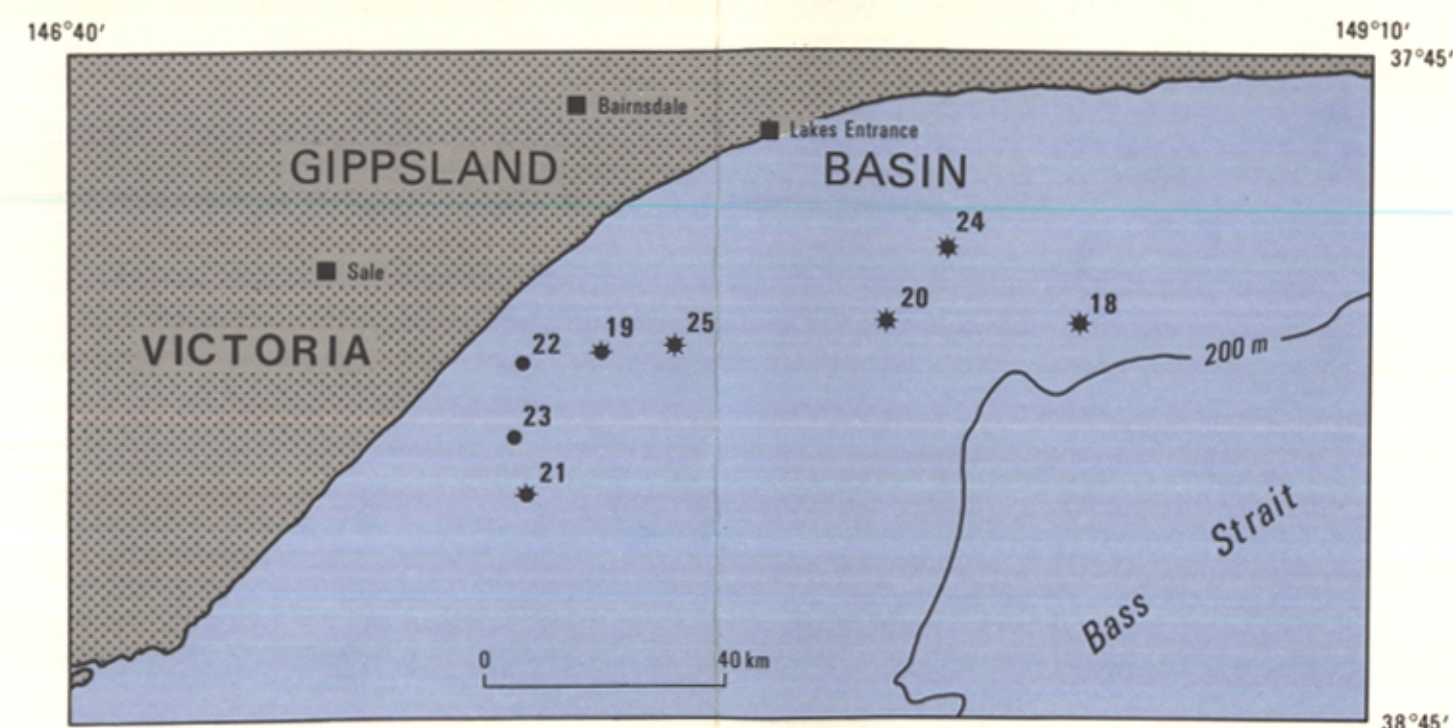 146°40′
149°10′
37°45′
Bairnsdale
Lakes Entrance
GIPPSLAND
BASIN
24
Sale
20
18
25
19
22
VICTORIA
200 m
23
21
Strait
Bass
0
40 km
38°45′